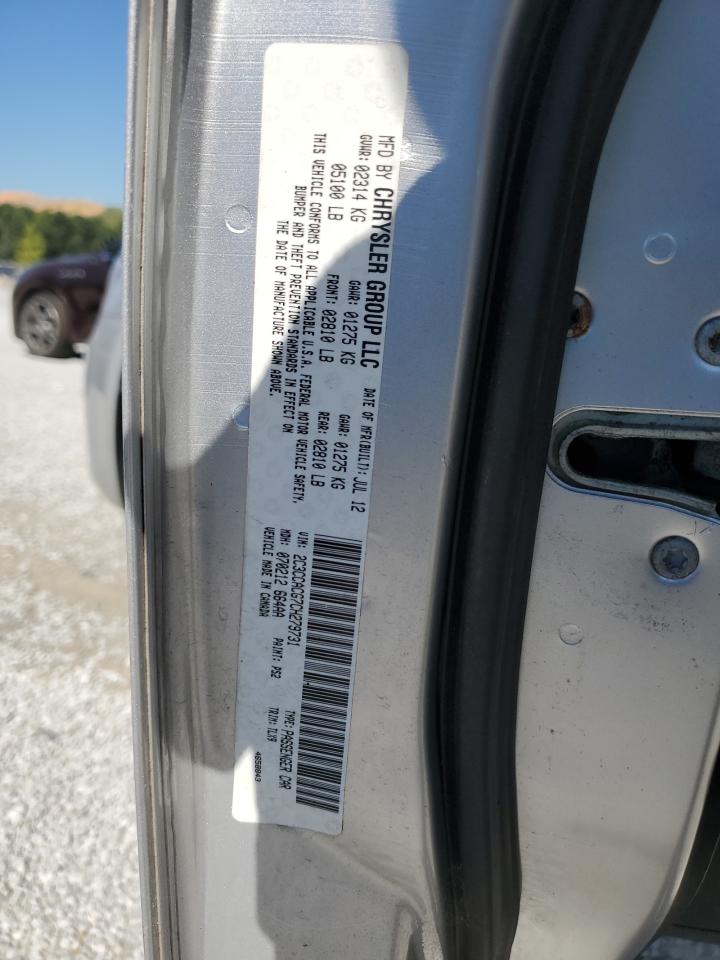 MFD BY CHRYSLER GROUP LLC
DATE OF MFR(BUILT): JUL 12
GVWR: 02314 KG
GAWR: 01275 KG
GAWR: 01275 KG
05100 LB
FRONT: 02810 LB
REAR: 02810 LB
THIS VEHICLE CONFORMS TO ALL APPLICABLE U.S.A. FEDERAL MOTOR VEHICLE SAFETY,
BUMPER AND THEFT PREVENTION STANDARDS IN EFFECT ON
THE DATE OF MANUFACTURE SHOWN ABOVE.
VIN: 2C3CCACG7CH279731
TYPE: PASSENGER CAR
MDH: 070212 664AA
PAINT: PS2
TRIM: TLX9
VEHICLE MADE IN CANADA
4658843